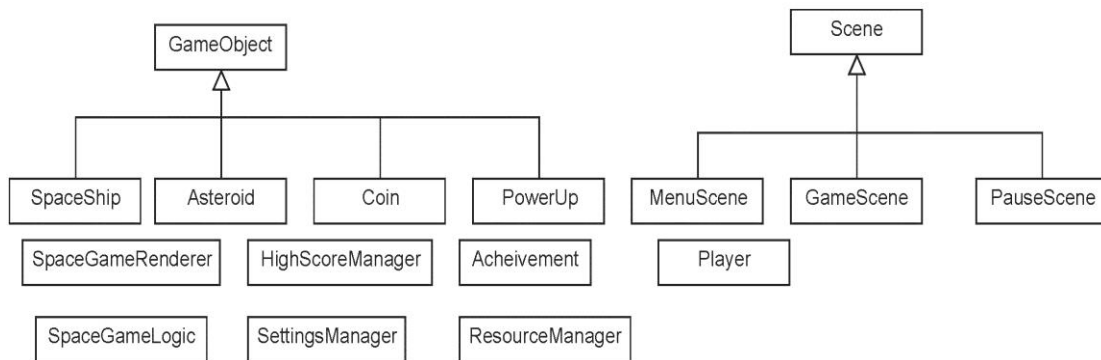 GameObject
Scene
SpaceShip
Asteroid
Coin
PowerUp
MenuScene
GameScene
PauseScene
SpaceGameRenderer
HighScoreManager
Acheivement
Player
SpaceGameLogic
SettingsManager
ResourceManager